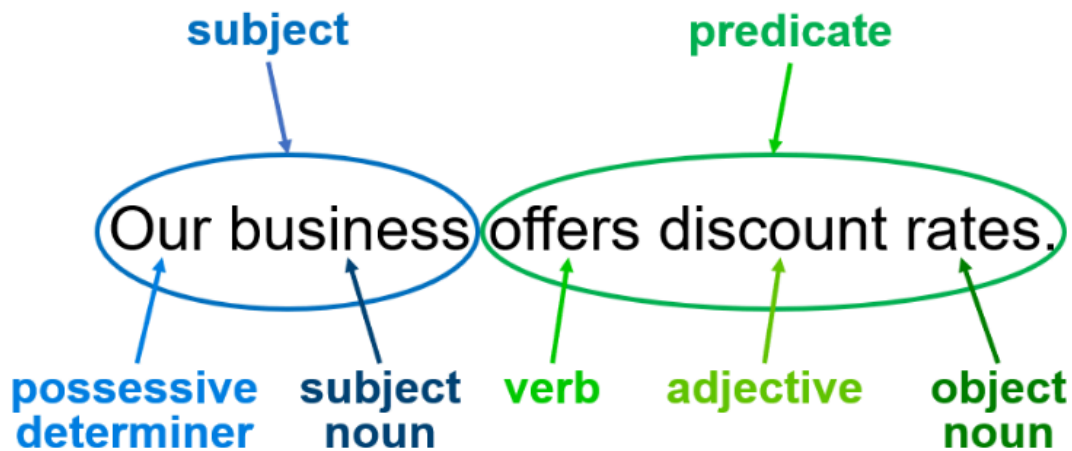 subject predicate
Our business offers discount rates.
possessive determiner subject noun verb adjective object noun